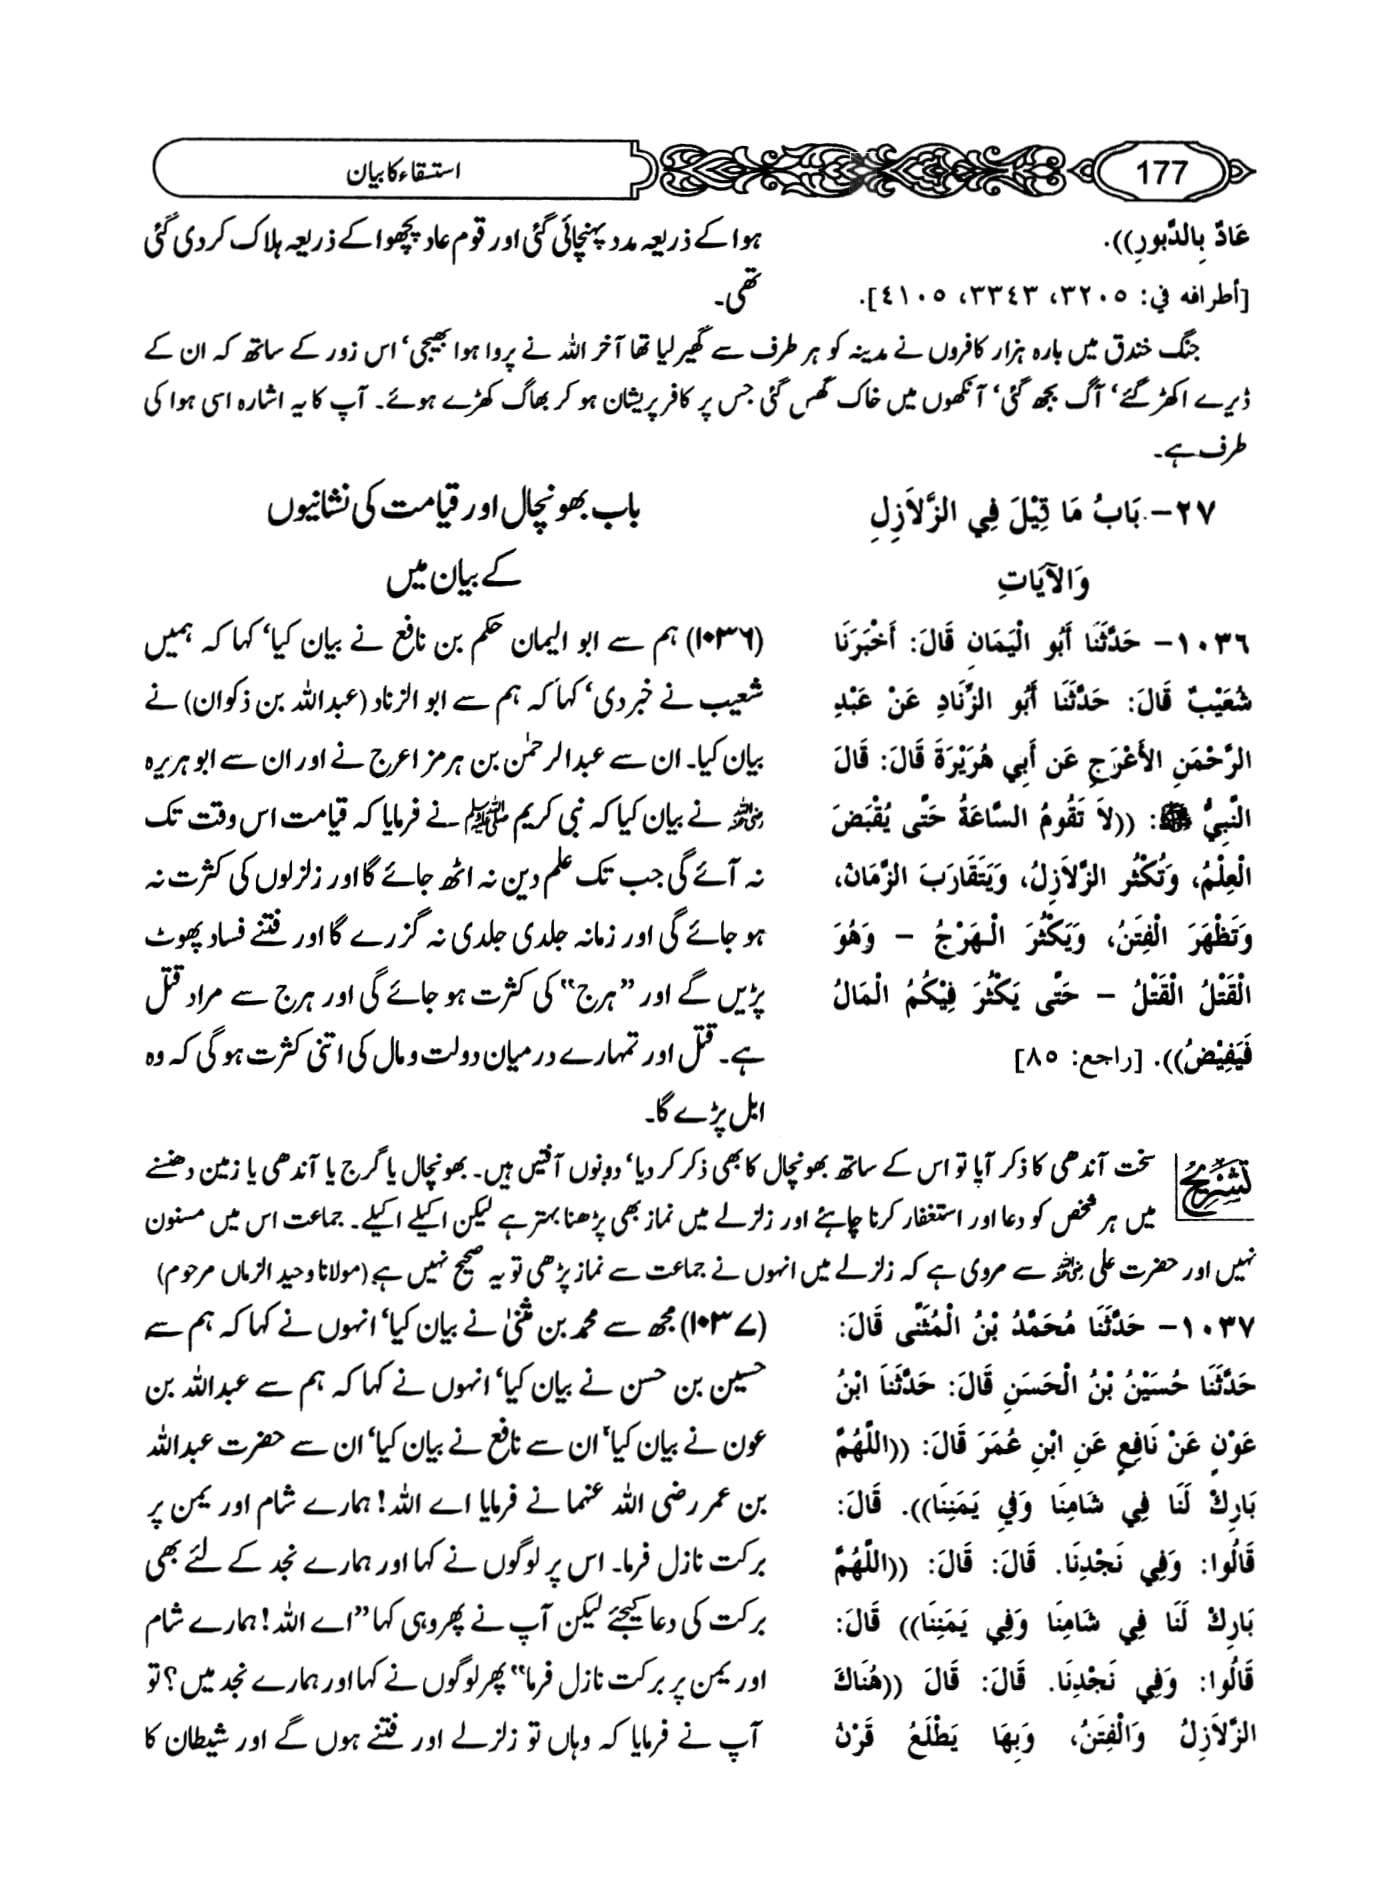 177
استسقاء کا بیان
عَادٌ بِالدَّبُورِ)).
[أطرافه في: ٣٢٠٥، ٣٣٤٣، ٤١٠٥].
ہوا کے ذریعہ مدد پہنچائی گئی اور قوم عاد پچھوا کے ذریعہ ہلاک کر دی گئی
تھی۔
جنگ خندق میں بارہ ہزار کافروں نے مدینہ کو ہر طرف سے گھیر لیا تھا آخر اللہ نے پروا ہوا بھیجی‘ اس زور کے ساتھ کہ ان کے
ڈیرے اکھڑ گئے‘ آگ بجھ گئی‘ آنکھوں میں خاک گھس گئی جس پر کافر پریشان ہو کر بھاگ کھڑے ہوئے۔ آپ کا یہ اشارہ اسی ہوا کی
طرف ہے۔
٢٧- بَابُ مَا قِيْلَ فِي الزَّلاَزِلِ
وَالآيَاتِ
باب بھونچال اور قیامت کی نشانیوں
کے بیان میں
١٠٣٦- حَدَّثَنَا أَبُو الْيَمَانِ قَالَ: أَخْبَرَنَا
شُعَيْبٌ قَالَ: حَدَّثَنَا أَبُو الزِّنَادِ عَنْ عَبْدِ
الرَّحْمَنِ الأَعْرَجِ عَن أَبِي هُرَيْرَةَ قَالَ: قَالَ
النَّبِيُّ ﷺ: ((لاَ تَقُومُ السَّاعَةُ حَتَّى يُقْبَضَ
الْعِلْمُ، وَتَكْثُرَ الزَّلاَزِلُ، وَيَتَقَارَبَ الزَّمَانُ،
وَتَظْهَرَ الْفِتَنُ، وَيَكْثُرَ الْهَرْجُ – وَهُوَ
الْقَتْلُ الْقَتْلُ – حَتَّى يَكْثُرَ فِيْكُمُ الْمَالُ
فَيَفِيْضُ)). [راجع: ٨٥]
(۱۰۳۶) ہم سے ابو الیمان حکم بن نافع نے بیان کیا‘ کہا کہ ہمیں
شعیب نے خبر دی‘ کہا کہ ہم سے ابو الزناد (عبداللہ بن ذکوان) نے
بیان کیا۔ ان سے عبدالرحمٰن بن ہرمز اعرج نے اور ان سے ابو ہریرہ
رضی اللہ عنہ نے بیان کیا کہ نبی کریم ﷺ نے فرمایا کہ قیامت اس وقت تک
نہ آئے گی جب تک علم دین نہ اٹھ جائے گا اور زلزلوں کی کثرت نہ
ہو جائے گی اور زمانہ جلدی جلدی نہ گزرے گا اور فتنے فساد پھوٹ
پڑیں گے اور ”ہرج“ کی کثرت ہو جائے گی اور ہرج سے مراد قتل
ہے۔ قتل اور تمہارے درمیان دولت و مال کی اتنی کثرت ہو گی کہ وہ
ابل پڑے گا۔
تشریح
سخت آندھی کا ذکر آیا تو اس کے ساتھ بھونچال کا بھی ذکر کر دیا‘ دونوں آفتیں ہیں۔ بھونچال یا گرج یا آندھی یا زمین دھنسنے
میں ہر شخص کو دعا اور استغفار کرنا چاہئے اور زلزلے میں نماز بھی پڑھنا بہتر ہے لیکن اکیلے اکیلے۔ جماعت اس میں مسنون
نہیں اور حضرت علی رضی اللہ عنہ سے مروی ہے کہ زلزلے میں انہوں نے جماعت سے نماز پڑھی تو یہ صحیح نہیں ہے (مولانا وحید الزماں مرحوم)
١٠٣٧- حَدَّثَنَا مُحَمَّدُ بْنُ الْمُثَنَّى قَالَ:
حَدَّثَنَا حُسَيْنُ بْنُ الْحَسَنِ قَالَ: حَدَّثَنَا ابْنُ
عَوْنٍ عَنْ نَافِعٍ عَنِ ابْنِ عُمَرَ قَالَ: ((اللَّهُمَّ
بَارِكْ لَنَا فِي شَامِنَا وَفِي يَمَنِنَا)). قَالَ:
قَالُوا: وَفِي نَجْدِنَا. قَالَ: قَالَ: ((اللَّهُمَّ
بَارِكْ لَنَا فِي شَامِنَا وَفِي يَمَنِنَا)) قَالَ:
قَالُوا: وَفِي نَجْدِنَا. قَالَ: قَالَ ((هُنَاكَ
الزَّلاَزِلُ وَالْفِتَنُ، وَبِهَا يَطْلُعُ قَرْنُ
(۱۰۳۷) مجھ سے محمد بن مثنیٰ نے بیان کیا‘ انہوں نے کہا کہ ہم سے
حسین بن حسن نے بیان کیا‘ انہوں نے کہا کہ ہم سے عبداللہ بن
عون نے بیان کیا‘ ان سے نافع نے بیان کیا‘ ان سے حضرت عبداللہ
بن عمر رضی اللہ عنہما نے فرمایا اے اللہ! ہمارے شام اور یمن پر
برکت نازل فرما۔ اس پر لوگوں نے کہا اور ہمارے نجد کے لئے بھی
برکت کی دعا کیجئے لیکن آپ نے پھر وہی کہا ”اے اللہ! ہمارے شام
اور یمن پر برکت نازل فرما“ پھر لوگوں نے کہا اور ہمارے نجد میں؟ تو
آپ نے فرمایا کہ وہاں تو زلزلے اور فتنے ہوں گے اور شیطان کا